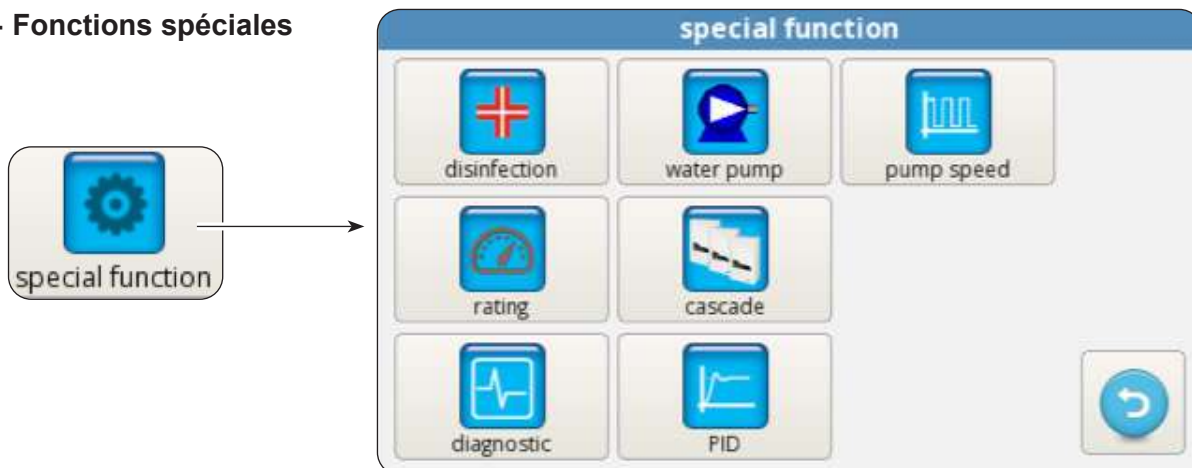 - Fonctions spéciales
special function
special function
disinfection
water pump
pump speed
rating
cascade
diagnostic
PID